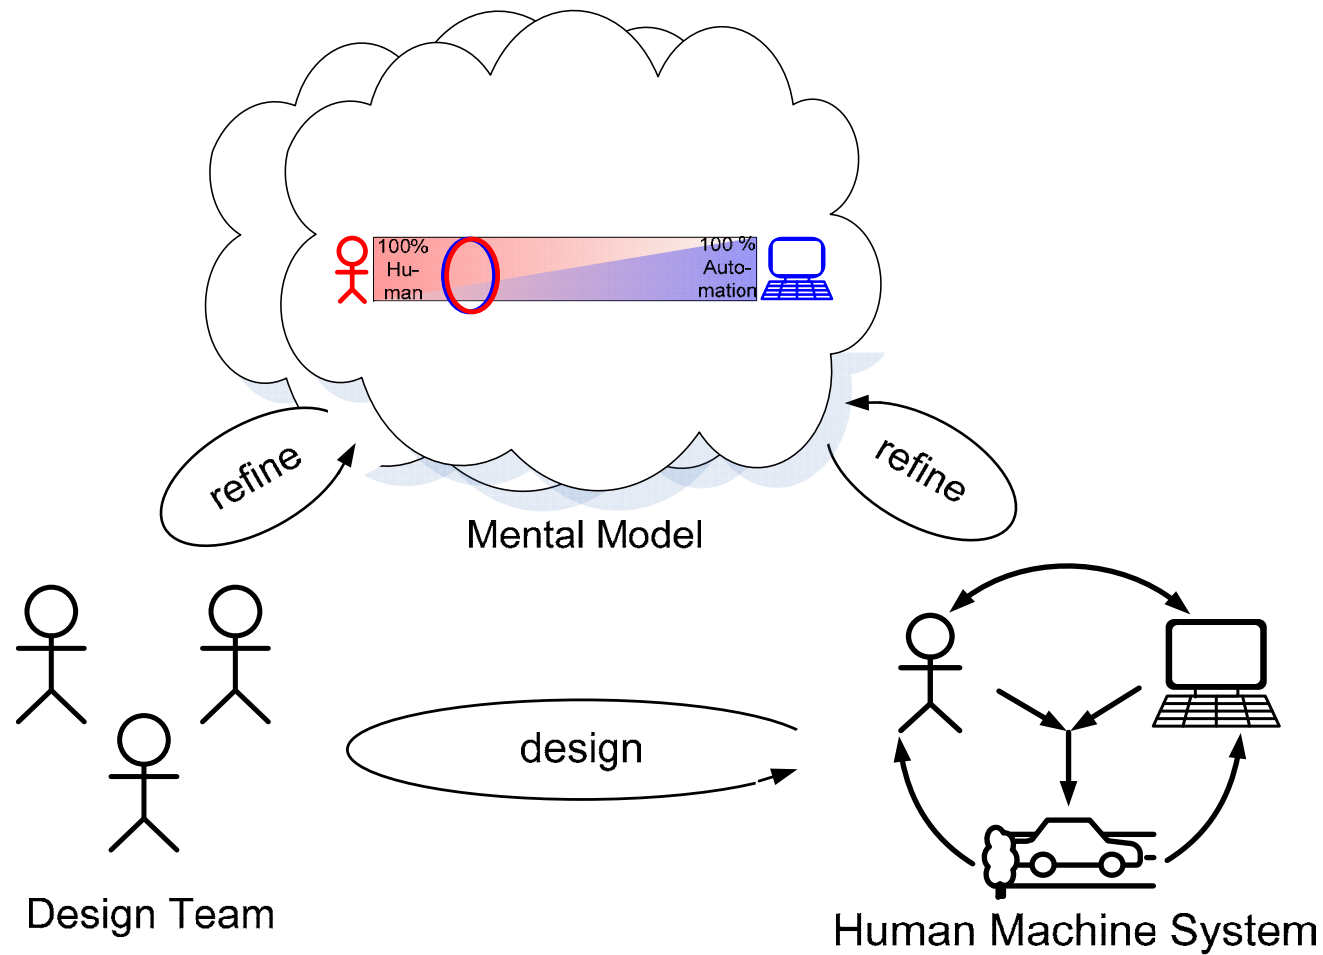 100%
Hu-
man
100 %
Auto-
mation
refine
refine
Mental Model
design
Design Team
Human Machine System